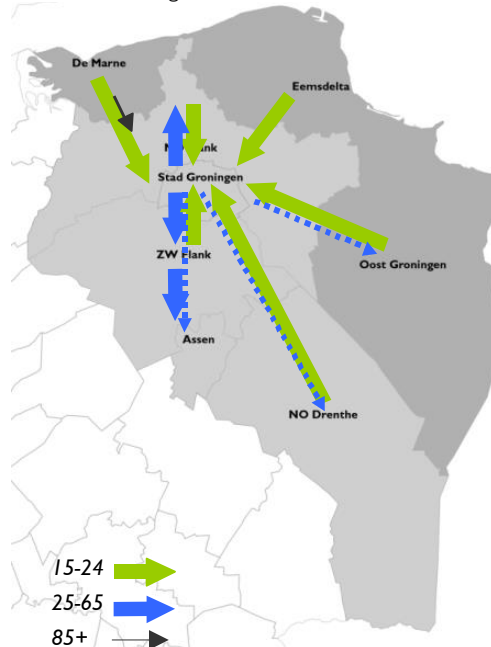 De Marne
Eemsdelta
Stad Groningen
ZW Flank
Oost Groningen
Assen
NO Drenthe
15-24
25-65
85+